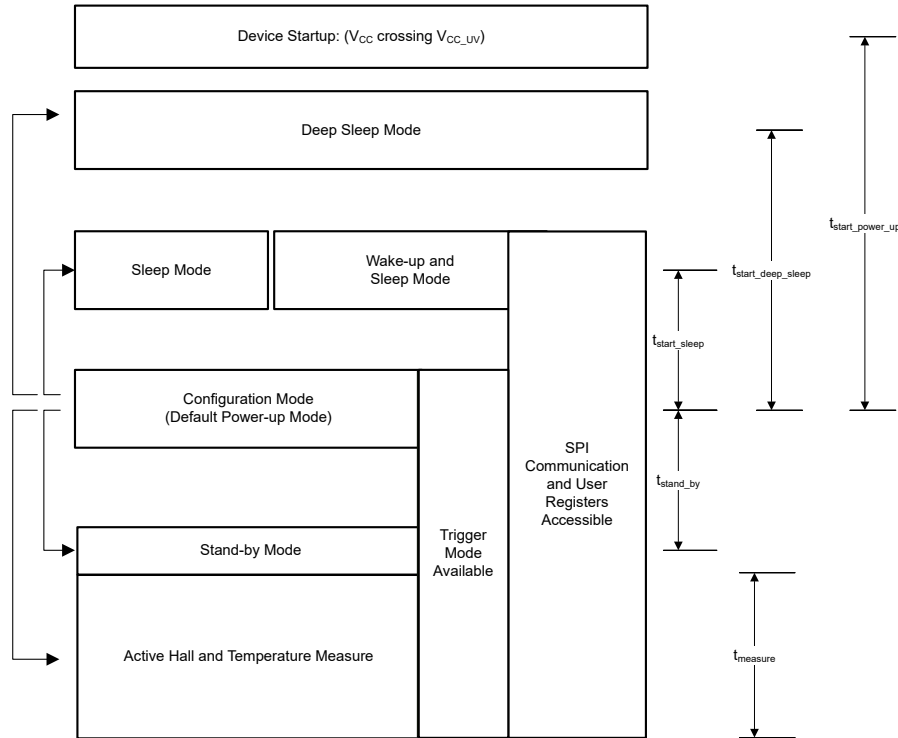 Device Startup: (VCC crossing VCC_UV)
Deep Sleep Mode
Sleep Mode
Wake-up and
Sleep Mode
Configuration Mode
(Default Power-up Mode)
Stand-by Mode
Active Hall and Temperature Measure
Trigger
Mode
Available
SPI
Communication
and User
Registers
Accessible
tstart_power_up
tstart_deep_sleep
tstart_sleep
tstand_by
tmeasure